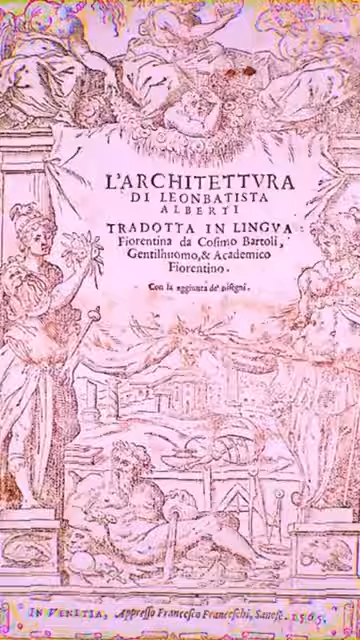 L'ARCHITETTVRA
DI LEONBATISTA
ALBERTI
TRADOTTA IN LINGVA
Fiorentina da Cosimo Bartoli,
Gentilhuomo, & Academico
Fiorentino.
Con la aggiunta de' disegni.
IN VENETIA, Appresso Francesco Franceschi, Sanese. 1565.